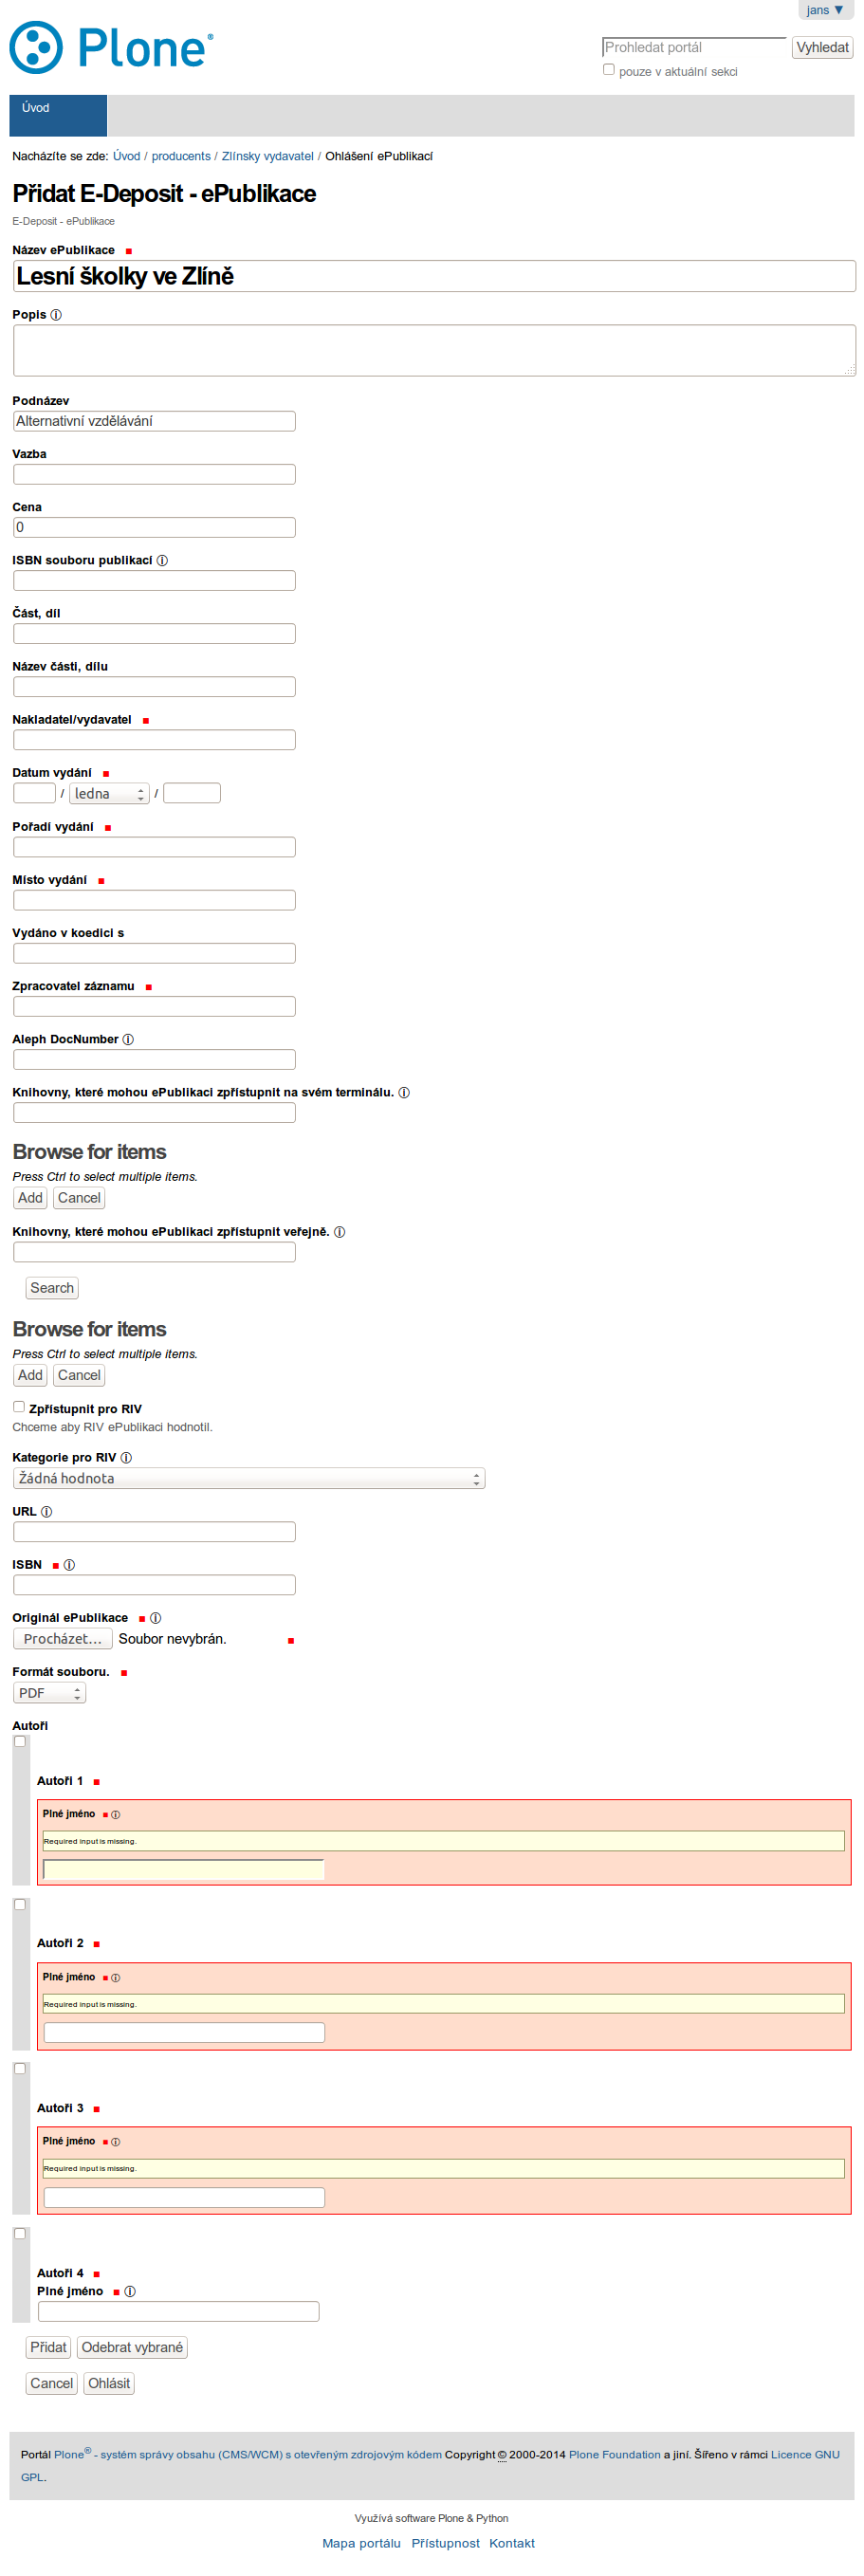 jans ▼
Plone®
Prohledat portál Vyhledat
pouze v aktuální sekci
Úvod
Nacházíte se zde: Úvod / producents / Zlínsky vydavatel / Ohlášení ePublikací
Přidat E-Deposit - ePublikace
E-Deposit - ePublikace
Název ePublikace
Lesní školky ve Zlíně
Popis
Podnázev
Alternativní vzdělávání
Vazba
Cena
0
ISBN souboru publikací
Část, díl
Název části, dílu
Nakladatel/vydavatel
Datum vydání
/ ledna /
Pořadí vydání
Místo vydání
Vydáno v koedici s
Zpracovatel záznamu
Aleph DocNumber
Knihovny, které mohou ePublikaci zpřístupnit na svém terminálu.
Browse for items
Press Ctrl to select multiple items.
Add Cancel
Knihovny, které mohou ePublikaci zpřístupnit veřejně.
Search
Browse for items
Press Ctrl to select multiple items.
Add Cancel
Zpřístupnit pro RIV
Chceme aby RIV ePublikaci hodnotil.
Kategorie pro RIV
Žádná hodnota
URL
ISBN
Originál ePublikace
Procházet... Soubor nevybrán.
Formát souboru.
PDF
Autoři
Autoři 1
Plné jméno
Required input is missing.
Autoři 2
Plné jméno
Required input is missing.
Autoři 3
Plné jméno
Required input is missing.
Autoři 4
Plné jméno
Přidat Odebrat vybrané
Cancel Ohlásit
Portál Plone® - systém správy obsahu (CMS/WCM) s otevřeným zdrojovým kódem Copyright © 2000-2014 Plone Foundation a jiní. Šířeno v rámci Licence GNU
GPL.
Využívá software Plone & Python
Mapa portálu Přístupnost Kontakt